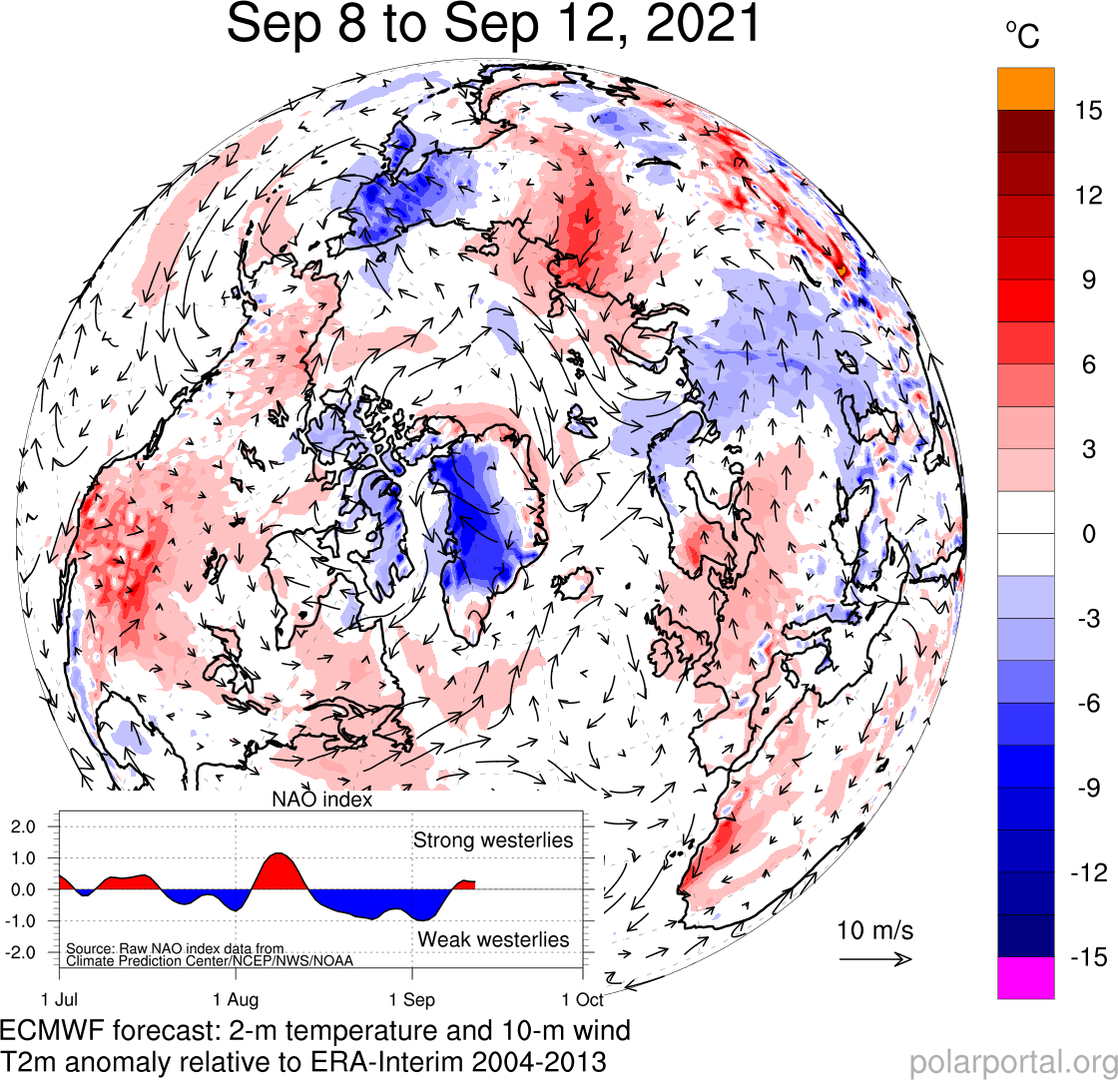 Sep 8 to Sep 12, 2021
ºC
15
12
9
6
3
0
-3
-6
-9
-12
-15
NAO index
2.0
1.0
0.0
-1.0
-2.0
Strong westerlies
Weak westerlies
Source: Raw NAO index data from
Climate Prediction Center/NCEP/NWS/NOAA
1 Jul
1 Aug
1 Sep
1 Oct
10 m/s
ECMWF forecast: 2-m temperature and 10-m wind
T2m anomaly relative to ERA-Interim 2004-2013
polarportal.org